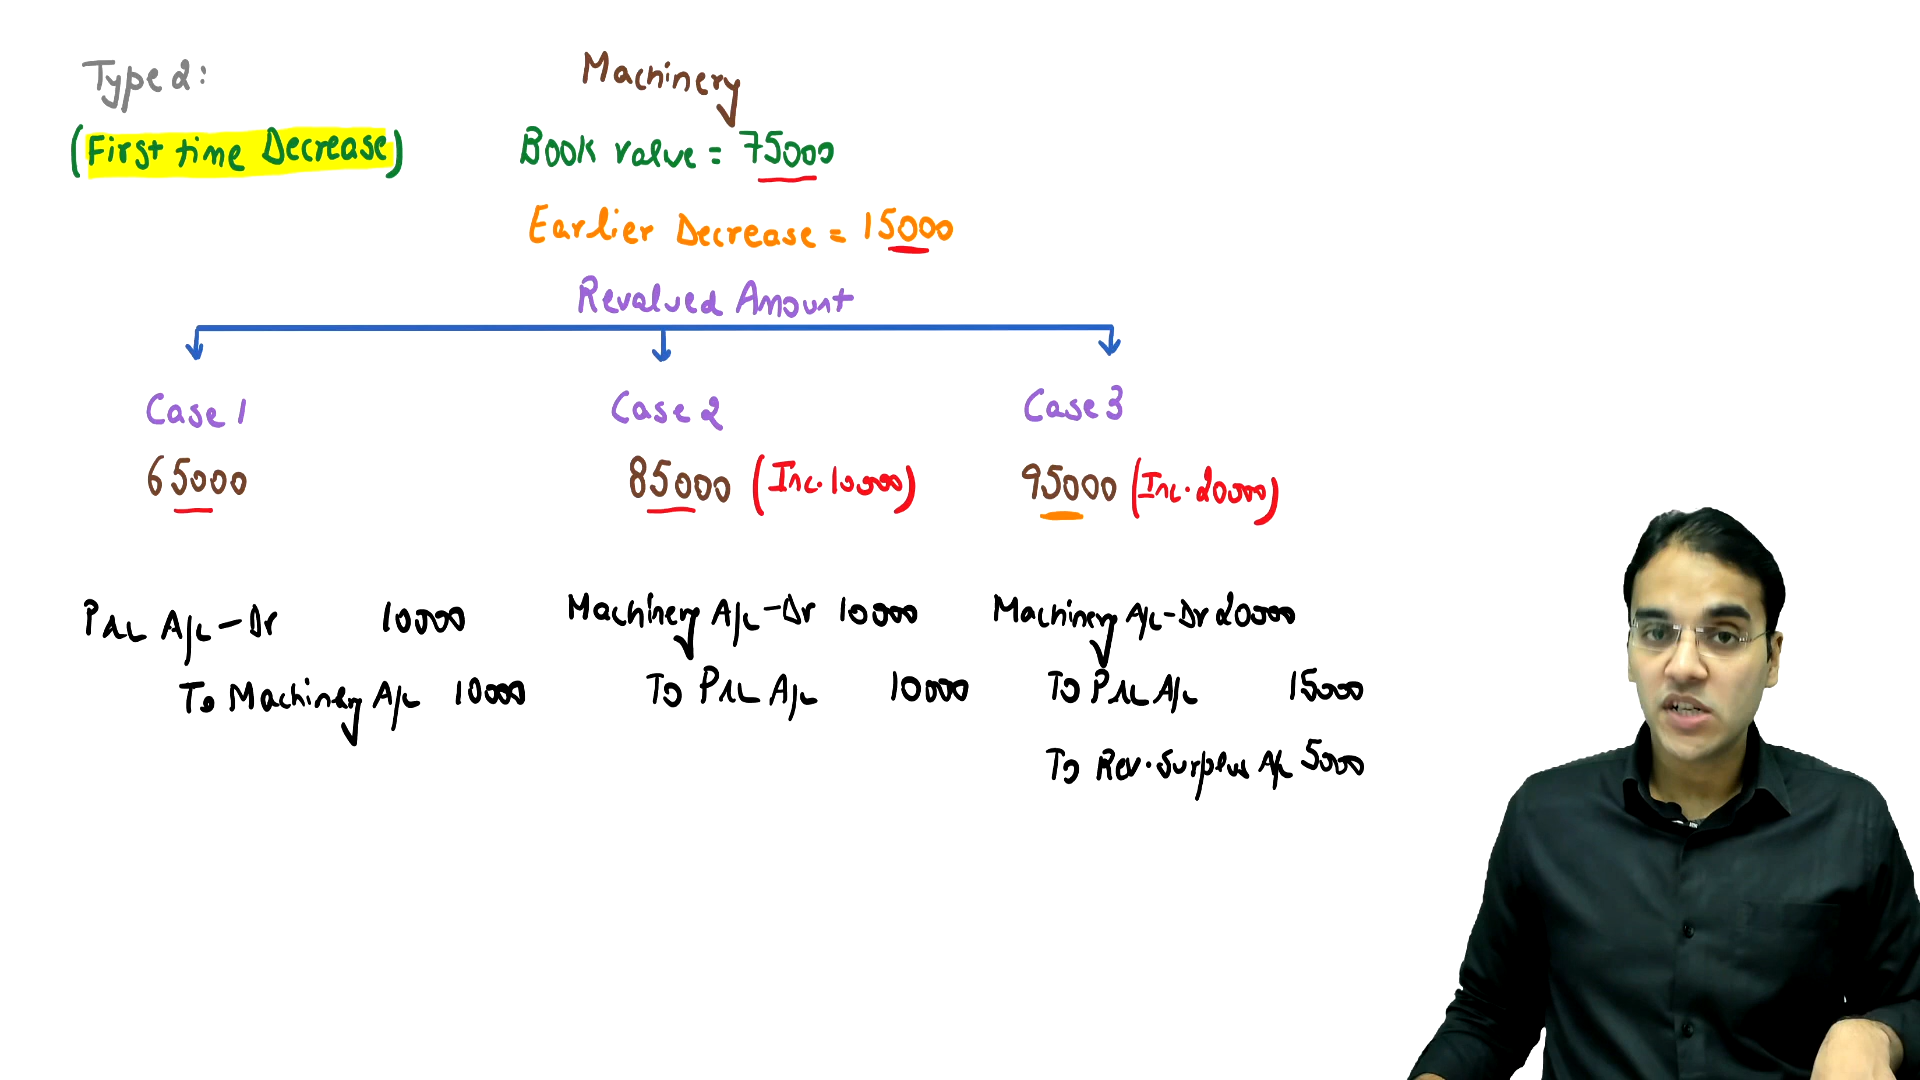 Type 2:
Machinery
(First time Decrease)
Book value = 75000
Earlier Decrease = 15000
Revalued Amount
Case 1
Case 2
Case 3
65000
85000 (Inc. 10000)
95000 (Inc. 20000)
P&L A/c - Dr 10000
To Machinery A/c 10000
Machinery A/c - Dr 10000
To P&L A/c 10000
Machinery A/c - Dr 20000
To P&L A/c 15000
To Rev. Surplus A/c 5000